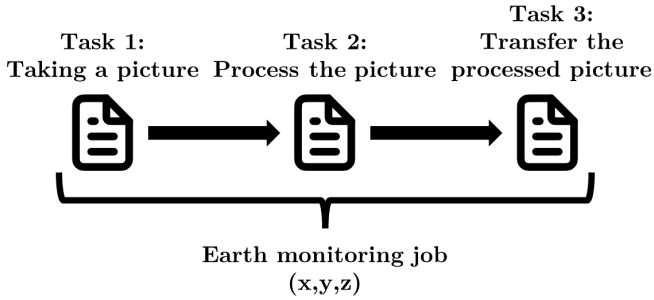 Task 1:
Taking a picture
Task 2:
Process the picture
Task 3:
Transfer the
processed picture
Earth monitoring job
(x,y,z)